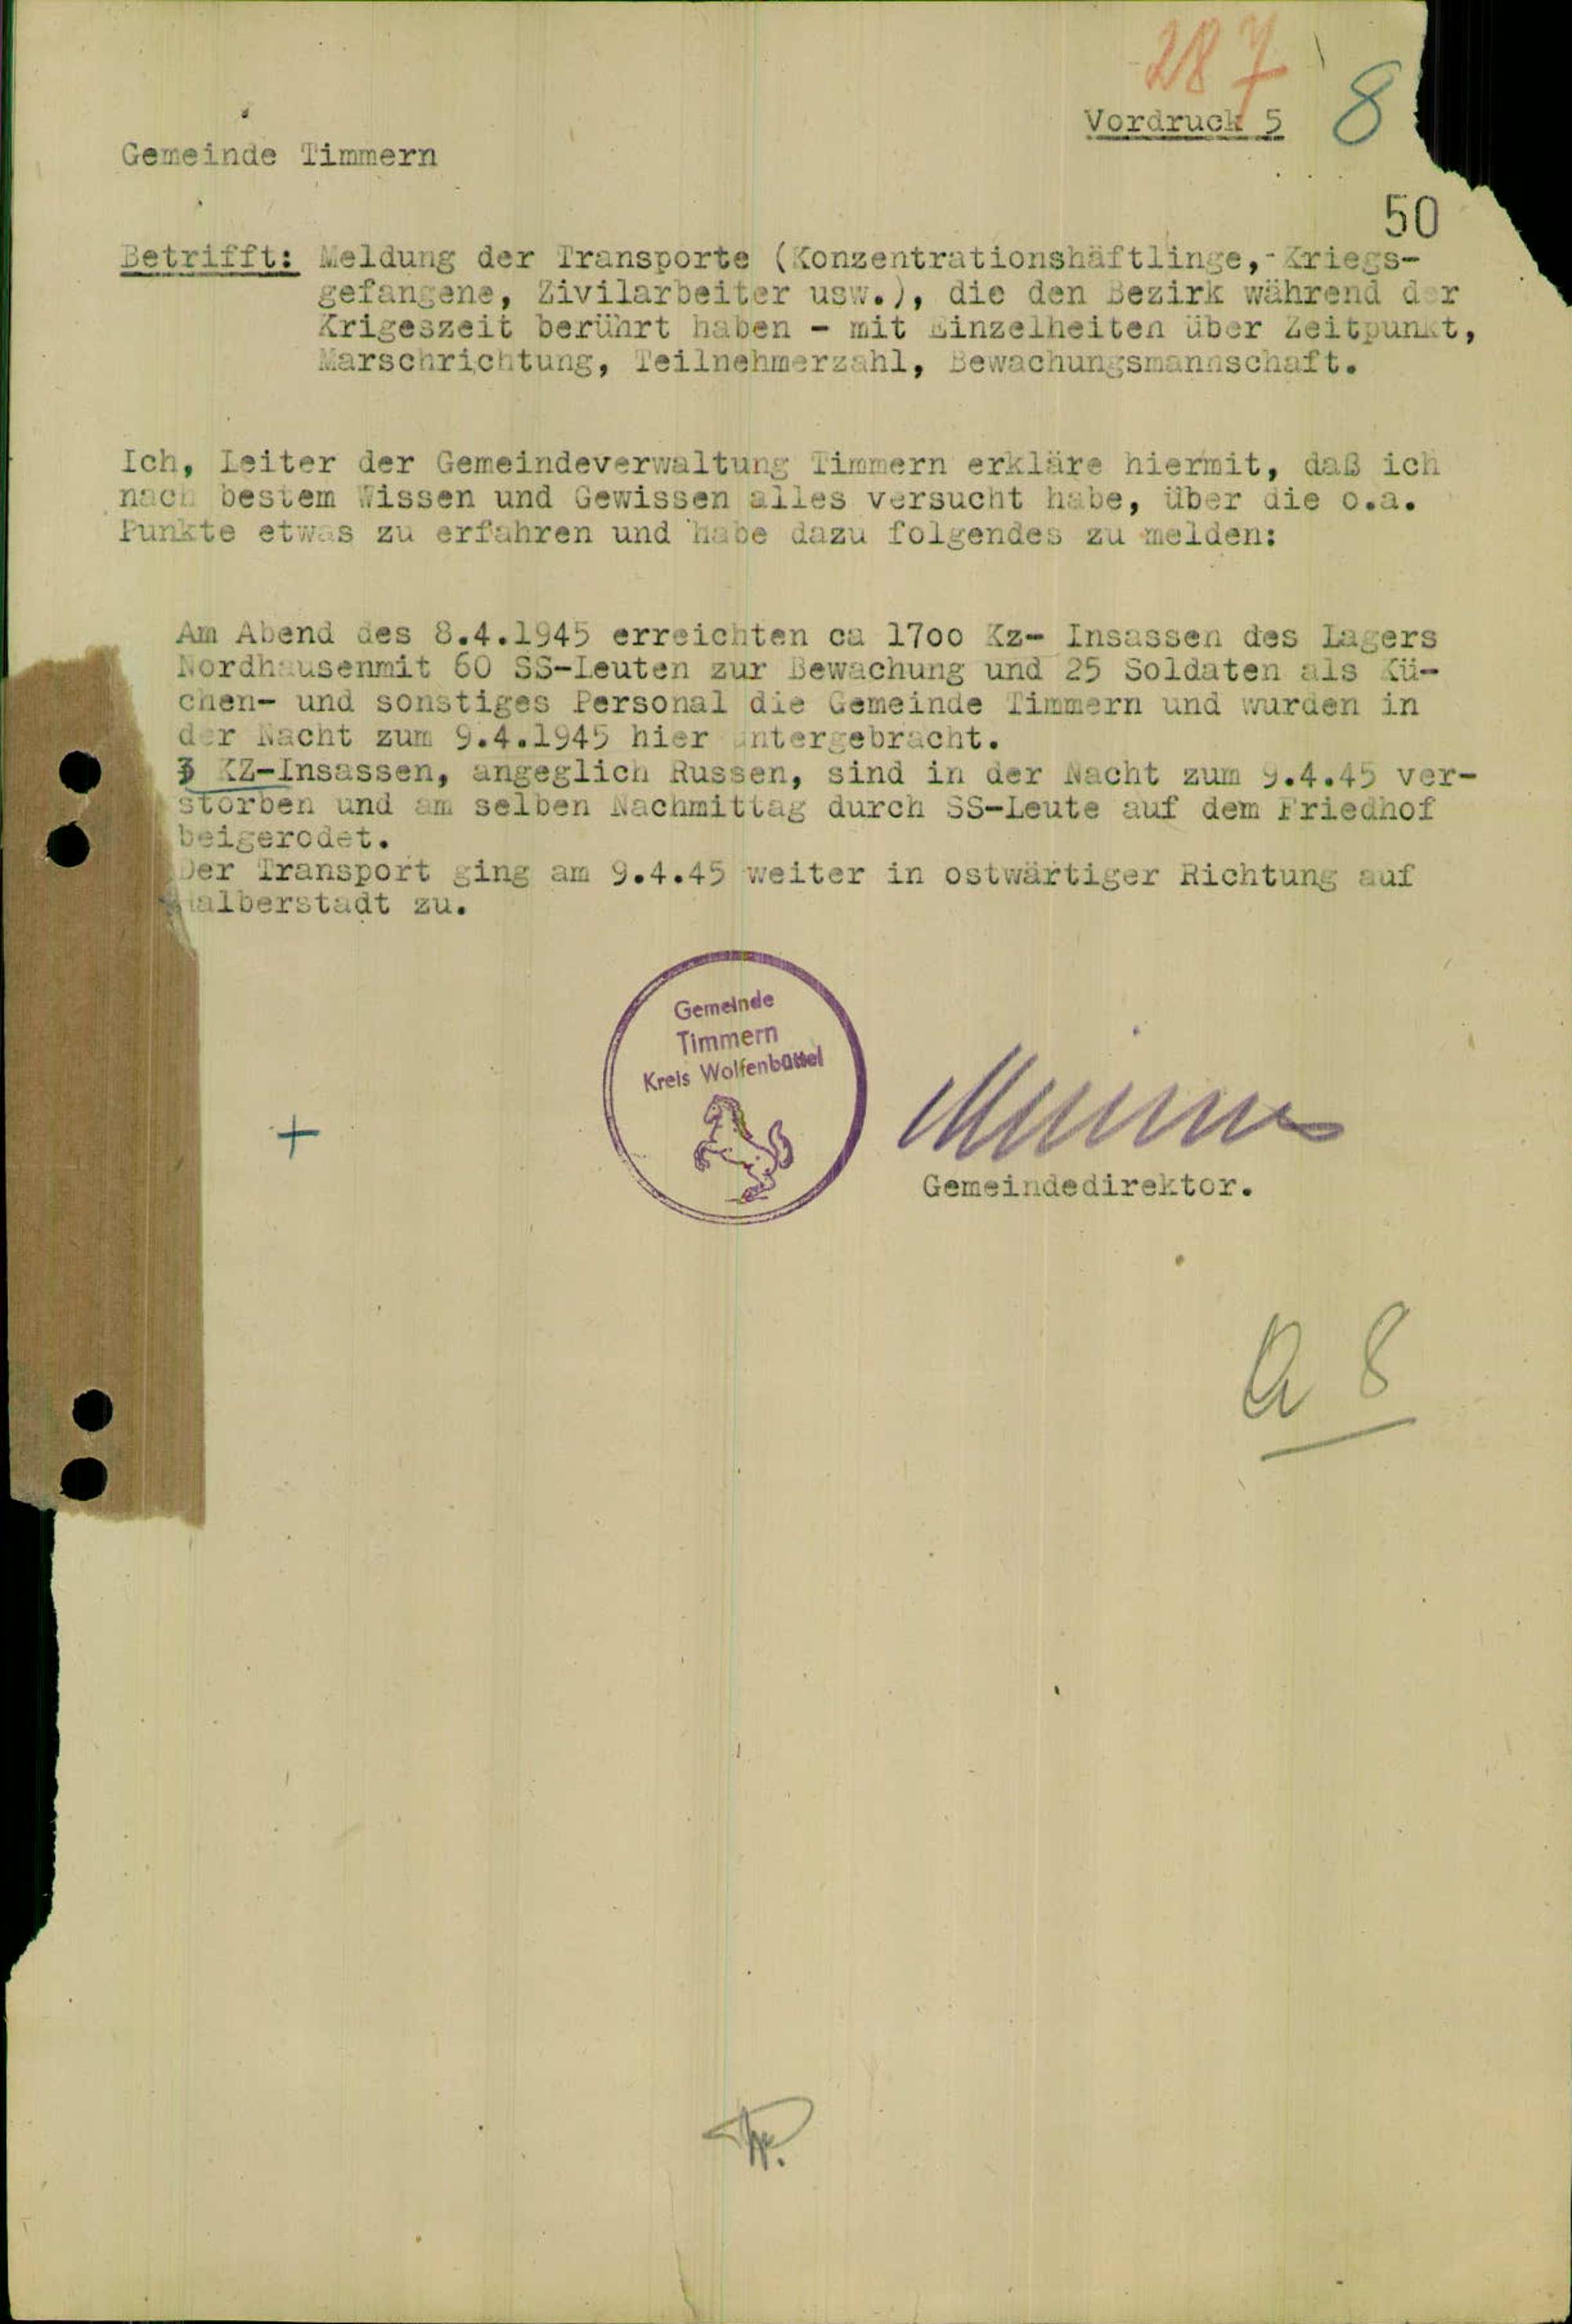 287
Vordruck 5
8
Gemeinde Timmern
50
Betrifft: Meldung der Transporte (Konzentrationshäftlinge,-Kriegs-
gefangene, Zivilarbeiter usw.), die den Bezirk während der
Krigeszeit berührt haben - mit Einzelheiten über Zeitpunkt,
Marschrichtung, Teilnehmerzahl, Bewachungsmannschaft.
Ich, Leiter der Gemeindeverwaltung Timmern erkläre hiermit, daß ich
nach bestem Wissen und Gewissen alles versucht habe, über die o.a.
Punkte etwas zu erfahren und habe dazu folgendes zu melden:
Am Abend des 8.4.1945 erreichten ca 17oo Kz- Insassen des Lagers
Nordhausenmit 60 SS-Leuten zur Bewachung und 25 Soldaten als Kü-
chen- und sonstiges Personal die Gemeinde Timmern und wurden in
der Nacht zum 9.4.1945 hier untergebracht.
3 KZ-Insassen, angeglich Russen, sind in der Nacht zum 9.4.45 ver-
storben und am selben Nachmittag durch SS-Leute auf dem Friedhof
beigerodet.
Der Transport ging am 9.4.45 weiter in ostwärtiger Richtung auf
Halberstadt zu.
Gemeinde
Timmern
Kreis Wolfenbüttel
+
Gemeindedirektor.
a 8